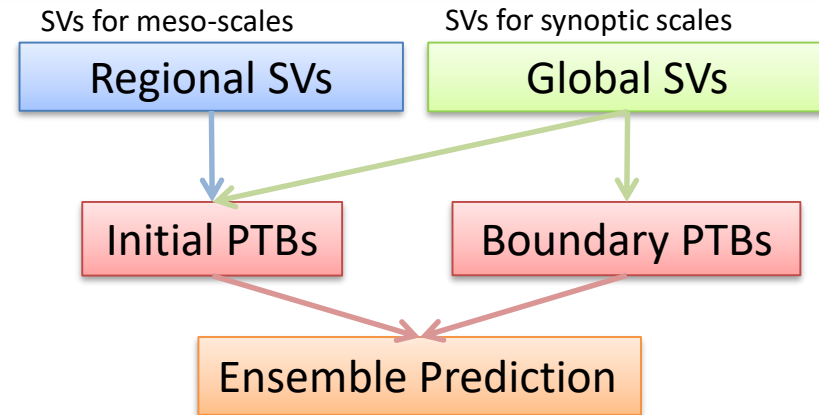 SVs for meso-scales
SVs for synoptic scales
Regional SVs
Global SVs
Initial PTBs
Boundary PTBs
Ensemble Prediction